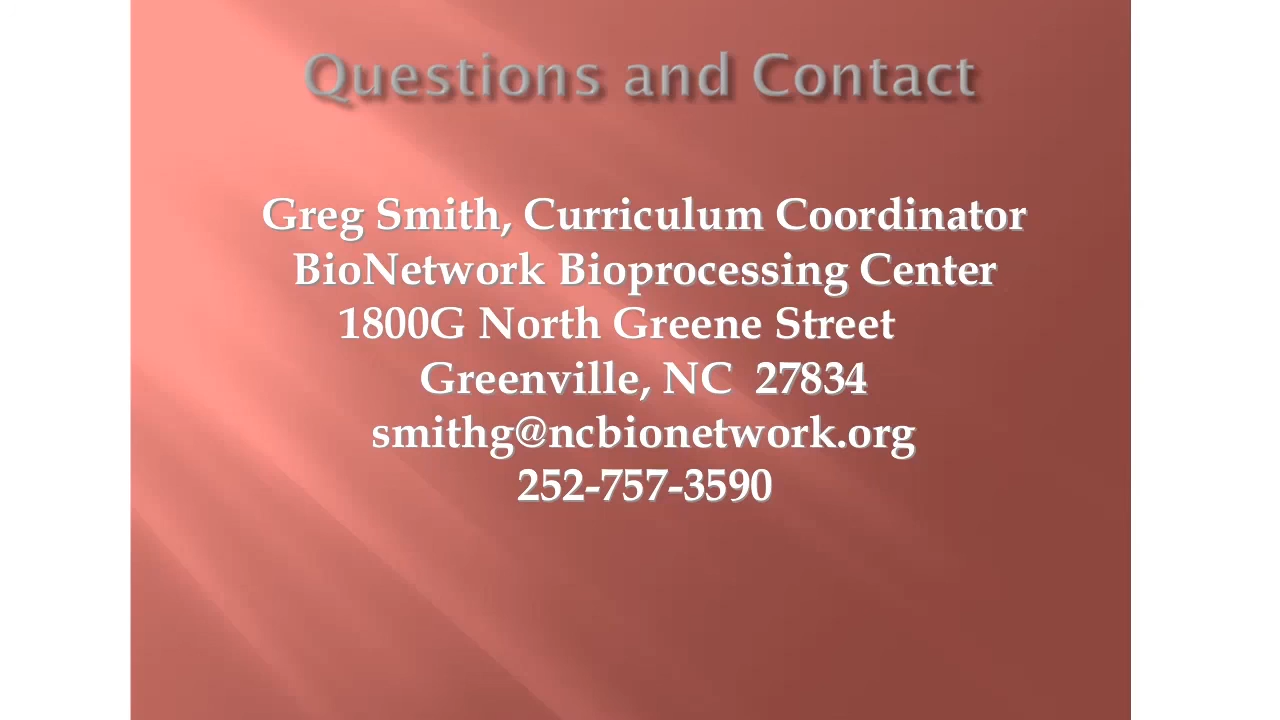 Questions and Contact
Greg Smith, Curriculum Coordinator
BioNetwork Bioprocessing Center
1800G North Greene Street
Greenville, NC  27834
smithg@ncbionetwork.org
252-757-3590